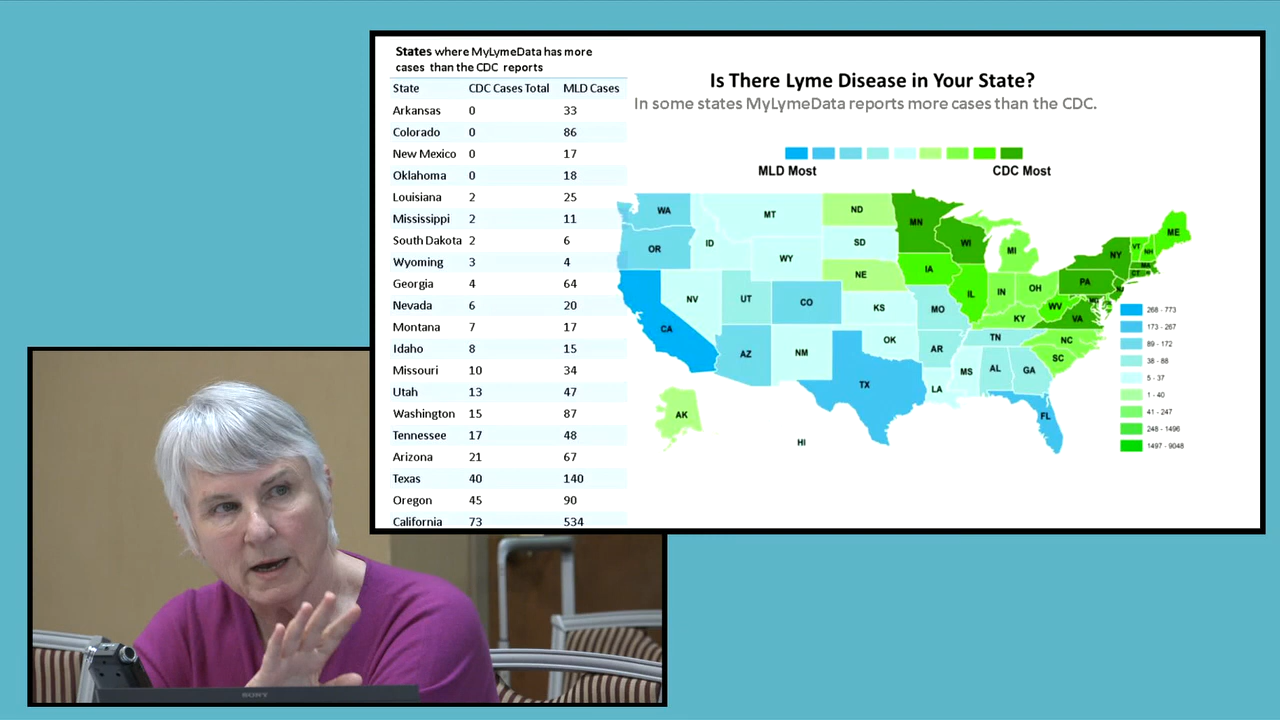 States where MyLymeData has more
cases than the CDC reports
State CDC Cases Total MLD Cases
Arkansas 0 33
Colorado 0 86
New Mexico 0 17
Oklahoma 0 18
Louisiana 2 25
Mississippi 2 11
South Dakota 2 6
Wyoming 3 4
Georgia 4 64
Nevada 6 20
Montana 7 17
Idaho 8 15
Missouri 10 34
Utah 13 47
Washington 15 87
Tennessee 17 48
Arizona 21 67
Texas 40 140
Oregon 45 90
California 73 534
Is There Lyme Disease in Your State?
In some states MyLymeData reports more cases than the CDC.
MLD Most CDC Most
WA MT ND MN ME
OR ID SD WI MI NY VT NH
WY IA MA
NE PA CT
NV UT CO IL IN OH
KS MO WV VA
CA KY
AZ NM OK AR TN NC
SC
TX LA MS AL GA
AK FL
HI
268 - 773
173 - 267
89 - 172
38 - 88
5 - 37
1 - 40
41 - 247
248 - 1496
1497 - 9048
SONY